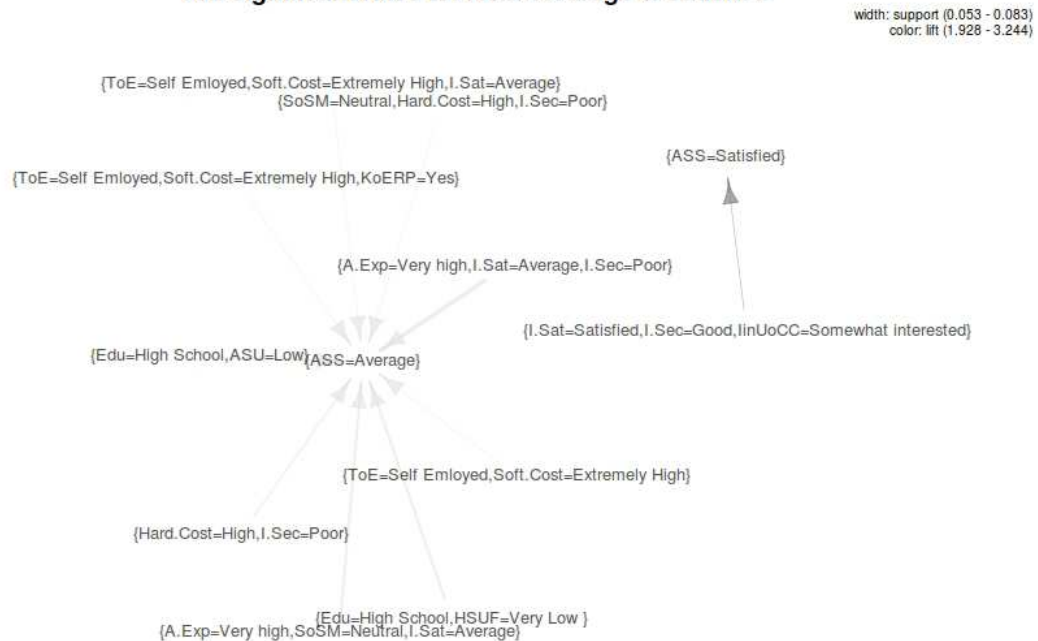 width: support (0.053 - 0.083)
color: lift (1.928 - 3.244)
{ToE=Self Emloyed,Soft.Cost=Extremely High,I.Sat=Average}
{SoSM=Neutral,Hard.Cost=High,I.Sec=Poor}
{ASS=Satisfied}
{ToE=Self Emloyed,Soft.Cost=Extremely High,KoERP=Yes}
{A.Exp=Very high,I.Sat=Average,I.Sec=Poor}
{I.Sat=Satisfied,I.Sec=Good,IinUoCC=Somewhat interested}
{Edu=High School,ASU=Low}
{ASS=Average}
{ToE=Self Emloyed,Soft.Cost=Extremely High}
{Hard.Cost=High,I.Sec=Poor}
{Edu=High School,HSUF=Very Low }
{A.Exp=Very high,SoSM=Neutral,I.Sat=Average}